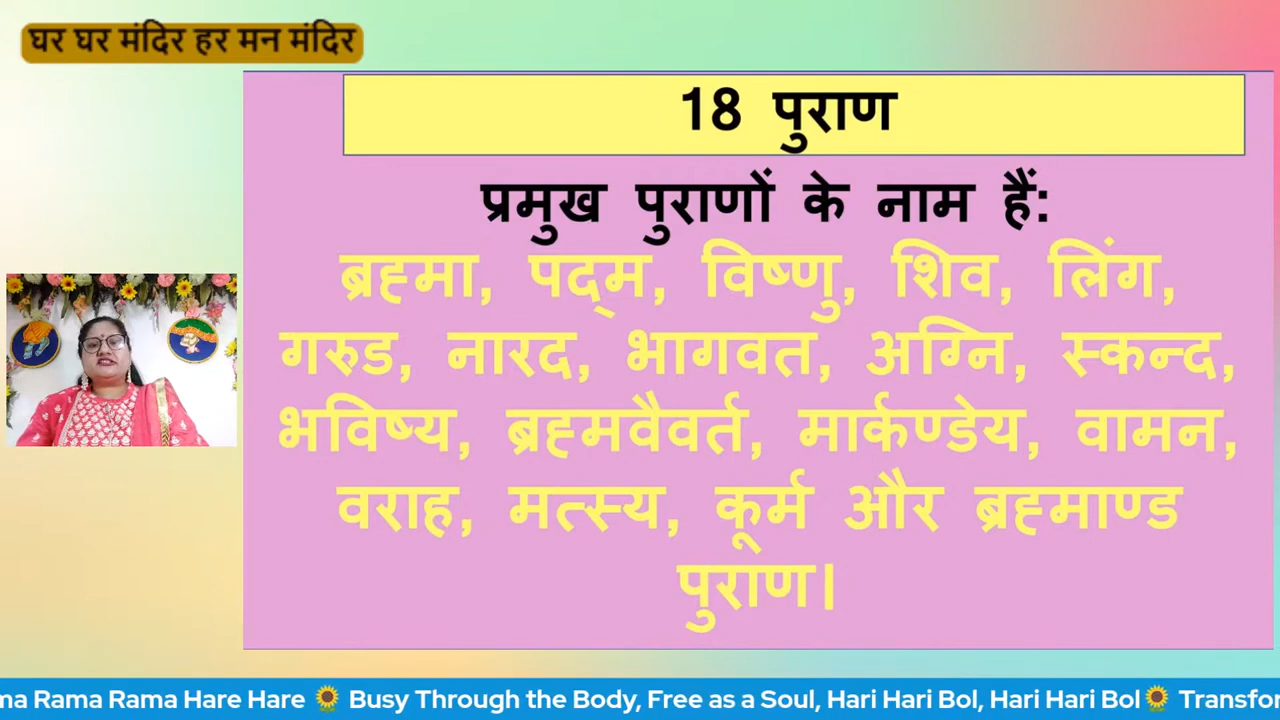 घर घर मंदिर हर मन मंदिर
18 पुराण
प्रमुख पुराणों के नाम हैं:
ब्रह्मा, पद्म, विष्णु, शिव, लिंग,
गरुड, नारद, भागवत, अग्नि, स्कन्द,
भविष्य, ब्रह्मवैवर्त, मार्कण्डेय, वामन,
वराह, मत्स्य, कूर्म और ब्रह्माण्ड
पुराण।
Rama Rama Hare Hare 🌻 Busy Through the Body, Free as a Soul, Hari Hari Bol, Hari Hari Bol🌻